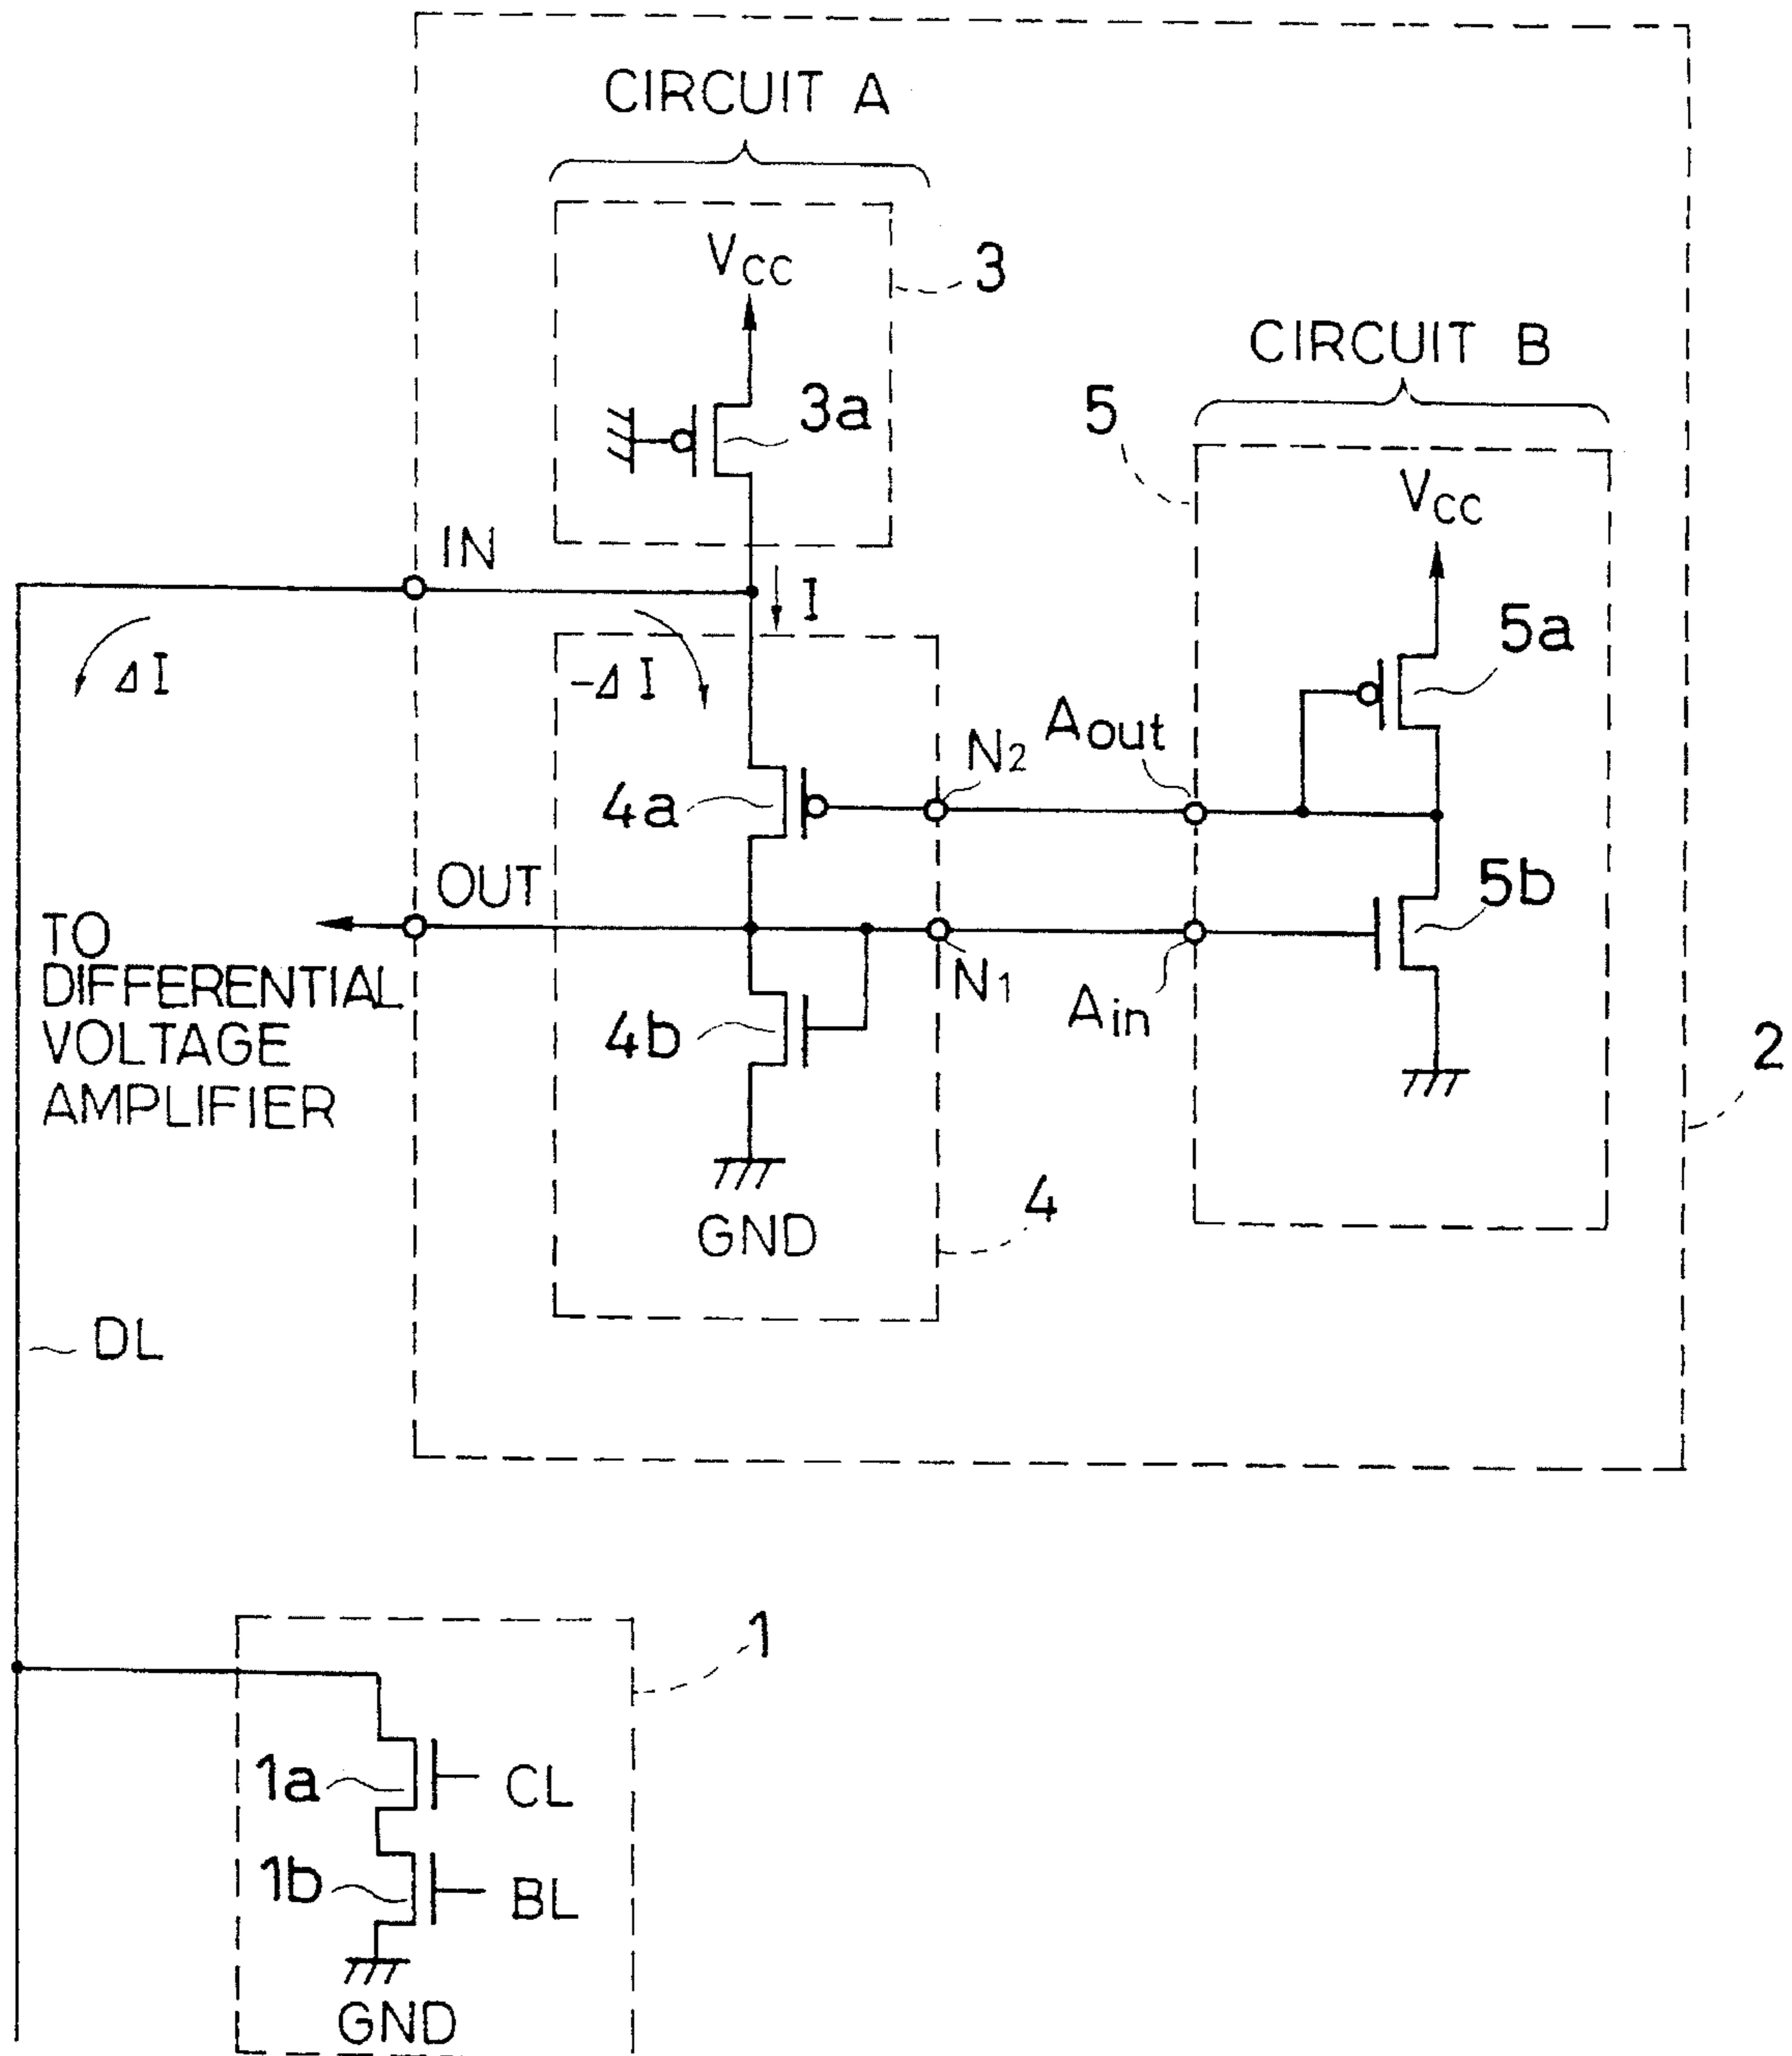 CIRCUIT A
VCC
3
3a
CIRCUIT B
5
VCC
IN
I
ΔI
-ΔI
5a
Aout
N2
4a
OUT
5b
TO
DIFFERENTIAL
VOLTAGE
AMPLIFIER
N1
Ain
4b
2
4
GND
DL
1
1a
CL
1b
BL
GND